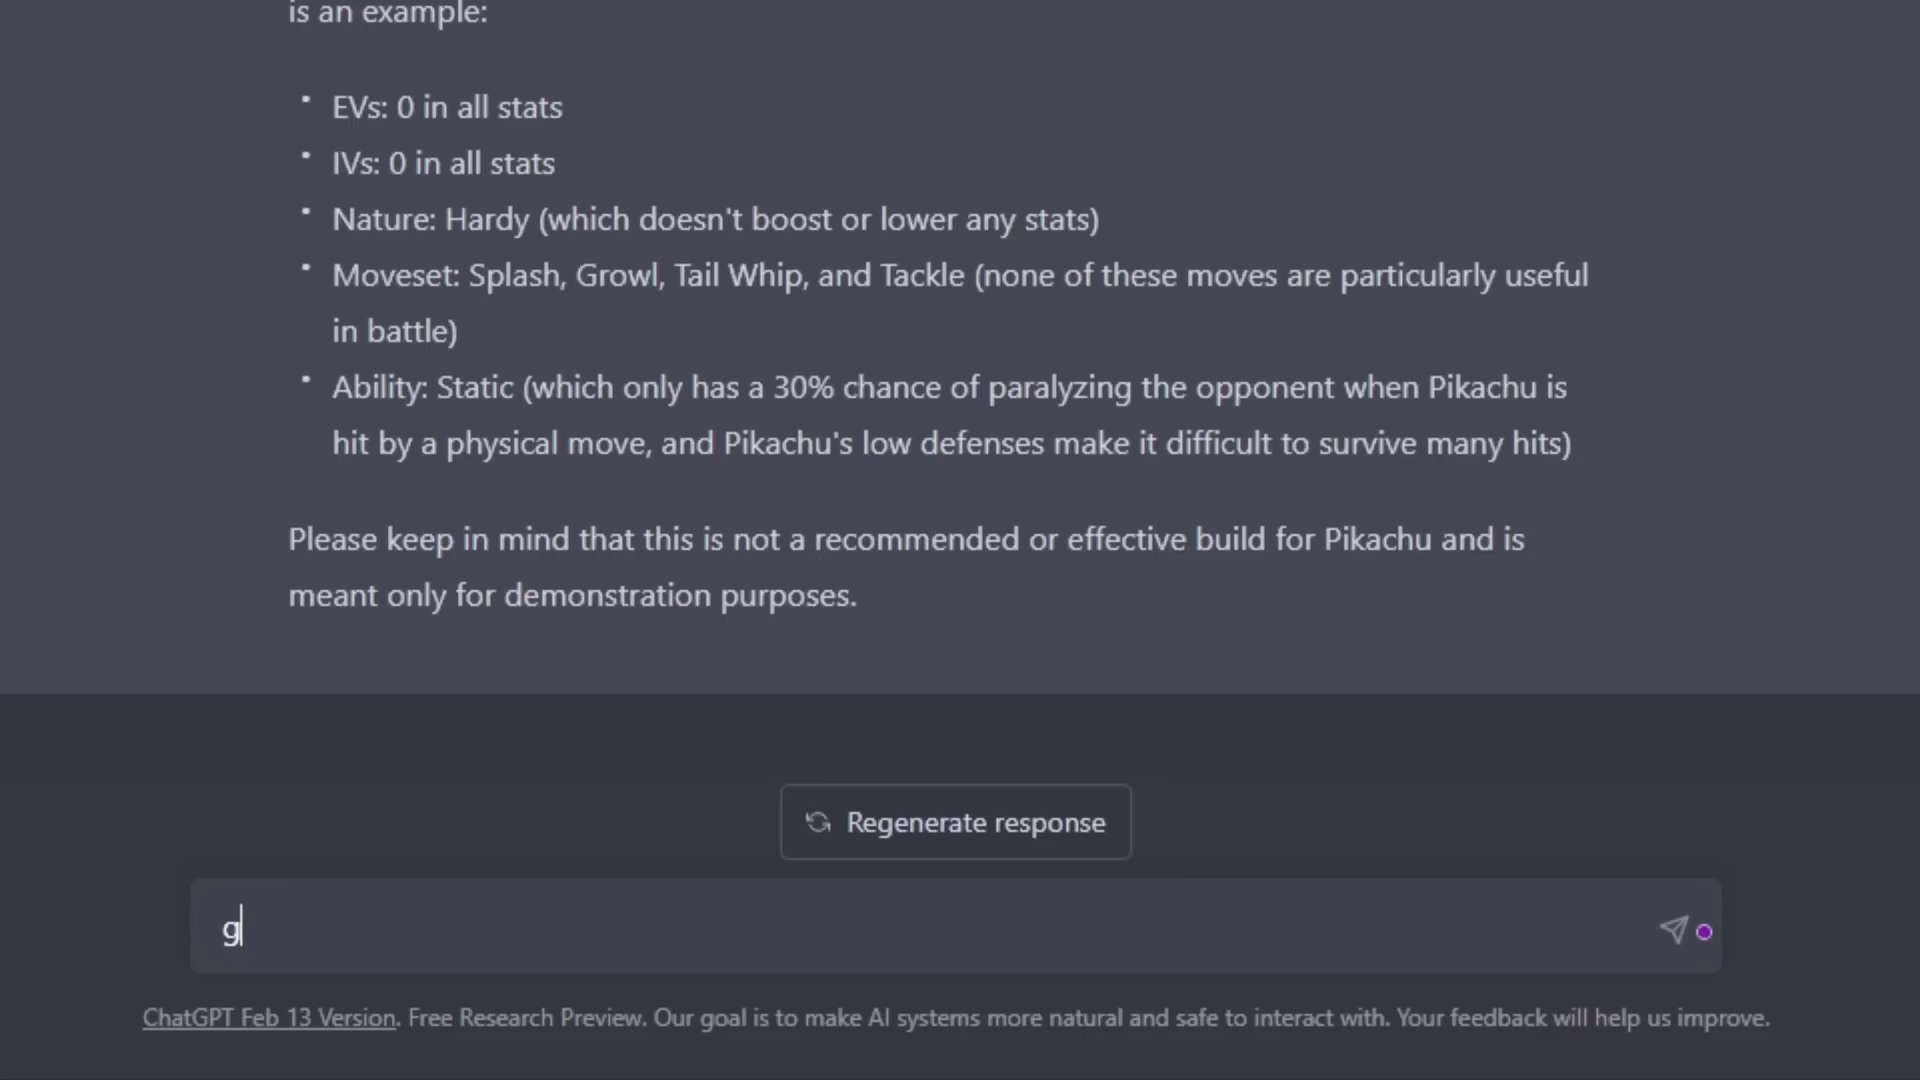 is an example:
• EVs: 0 in all stats
• IVs: 0 in all stats
• Nature: Hardy (which doesn't boost or lower any stats)
• Moveset: Splash, Growl, Tail Whip, and Tackle (none of these moves are particularly useful
in battle)
• Ability: Static (which only has a 30% chance of paralyzing the opponent when Pikachu is
hit by a physical move, and Pikachu's low defenses make it difficult to survive many hits)
Please keep in mind that this is not a recommended or effective build for Pikachu and is
meant only for demonstration purposes.
Regenerate response
g
ChatGPT Feb 13 Version. Free Research Preview. Our goal is to make AI systems more natural and safe to interact with. Your feedback will help us improve.